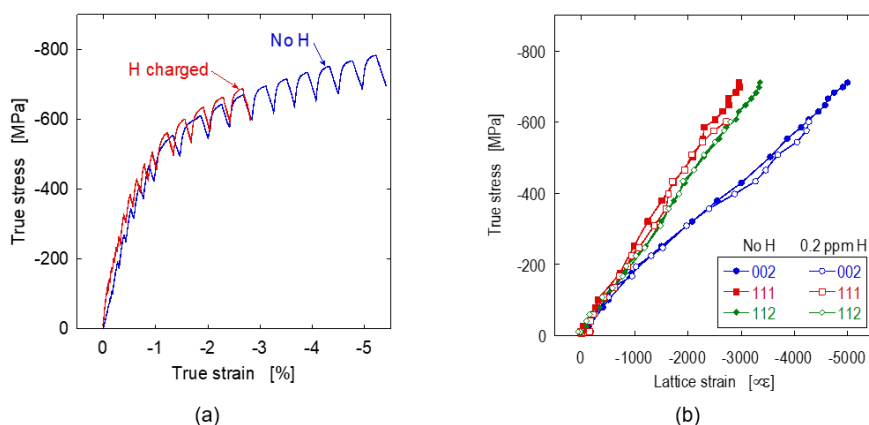 No H
H charged
True stress [MPa]
-800
-600
-400
-200
0
0 -1 -2 -3 -4 -5
True strain [%]
(a)
True stress [MPa]
-800
-600
-400
-200
0
No H 0.2 ppm H
002 002
111 111
112 112
0 -1000 -2000 -3000 -4000 -5000
Lattice strain [∝ε]
(b)